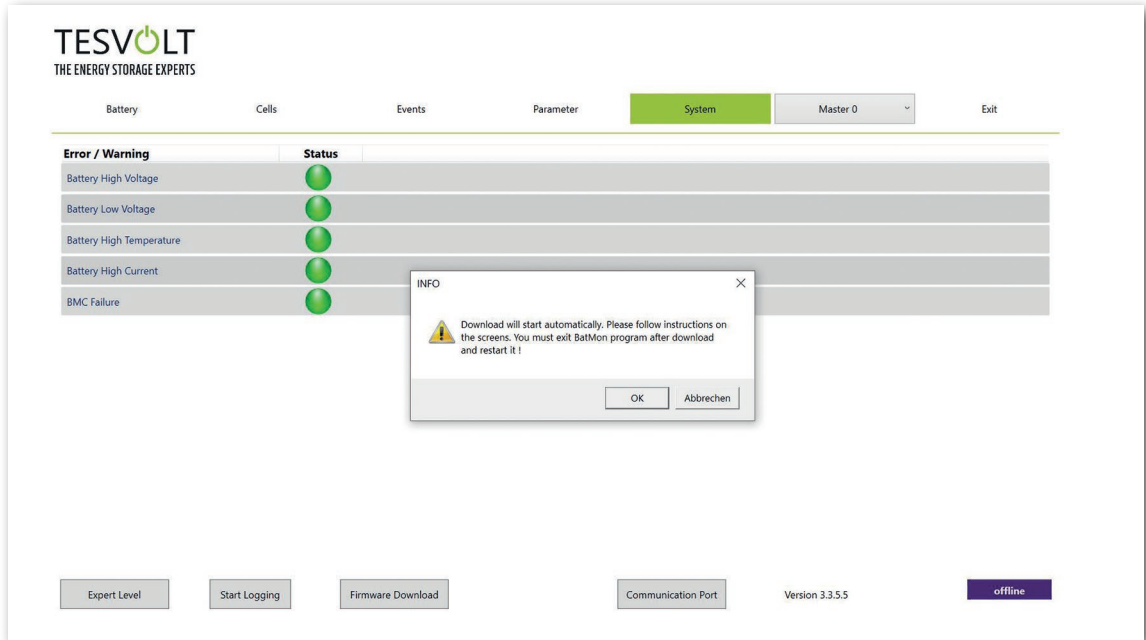 TESVOLT
THE ENERGY STORAGE EXPERTS
Battery Cells Events Parameter System Master 0 Exit
Error / Warning Status
Battery High Voltage
Battery Low Voltage
Battery High Temperature
Battery High Current
BMC Failure
INFO
Download will start automatically. Please follow instructions on
the screens. You must exit BatMon program after download
and restart it !
OK Abbrechen
Expert Level Start Logging Firmware Download Communication Port Version 3.3.5.5 offline